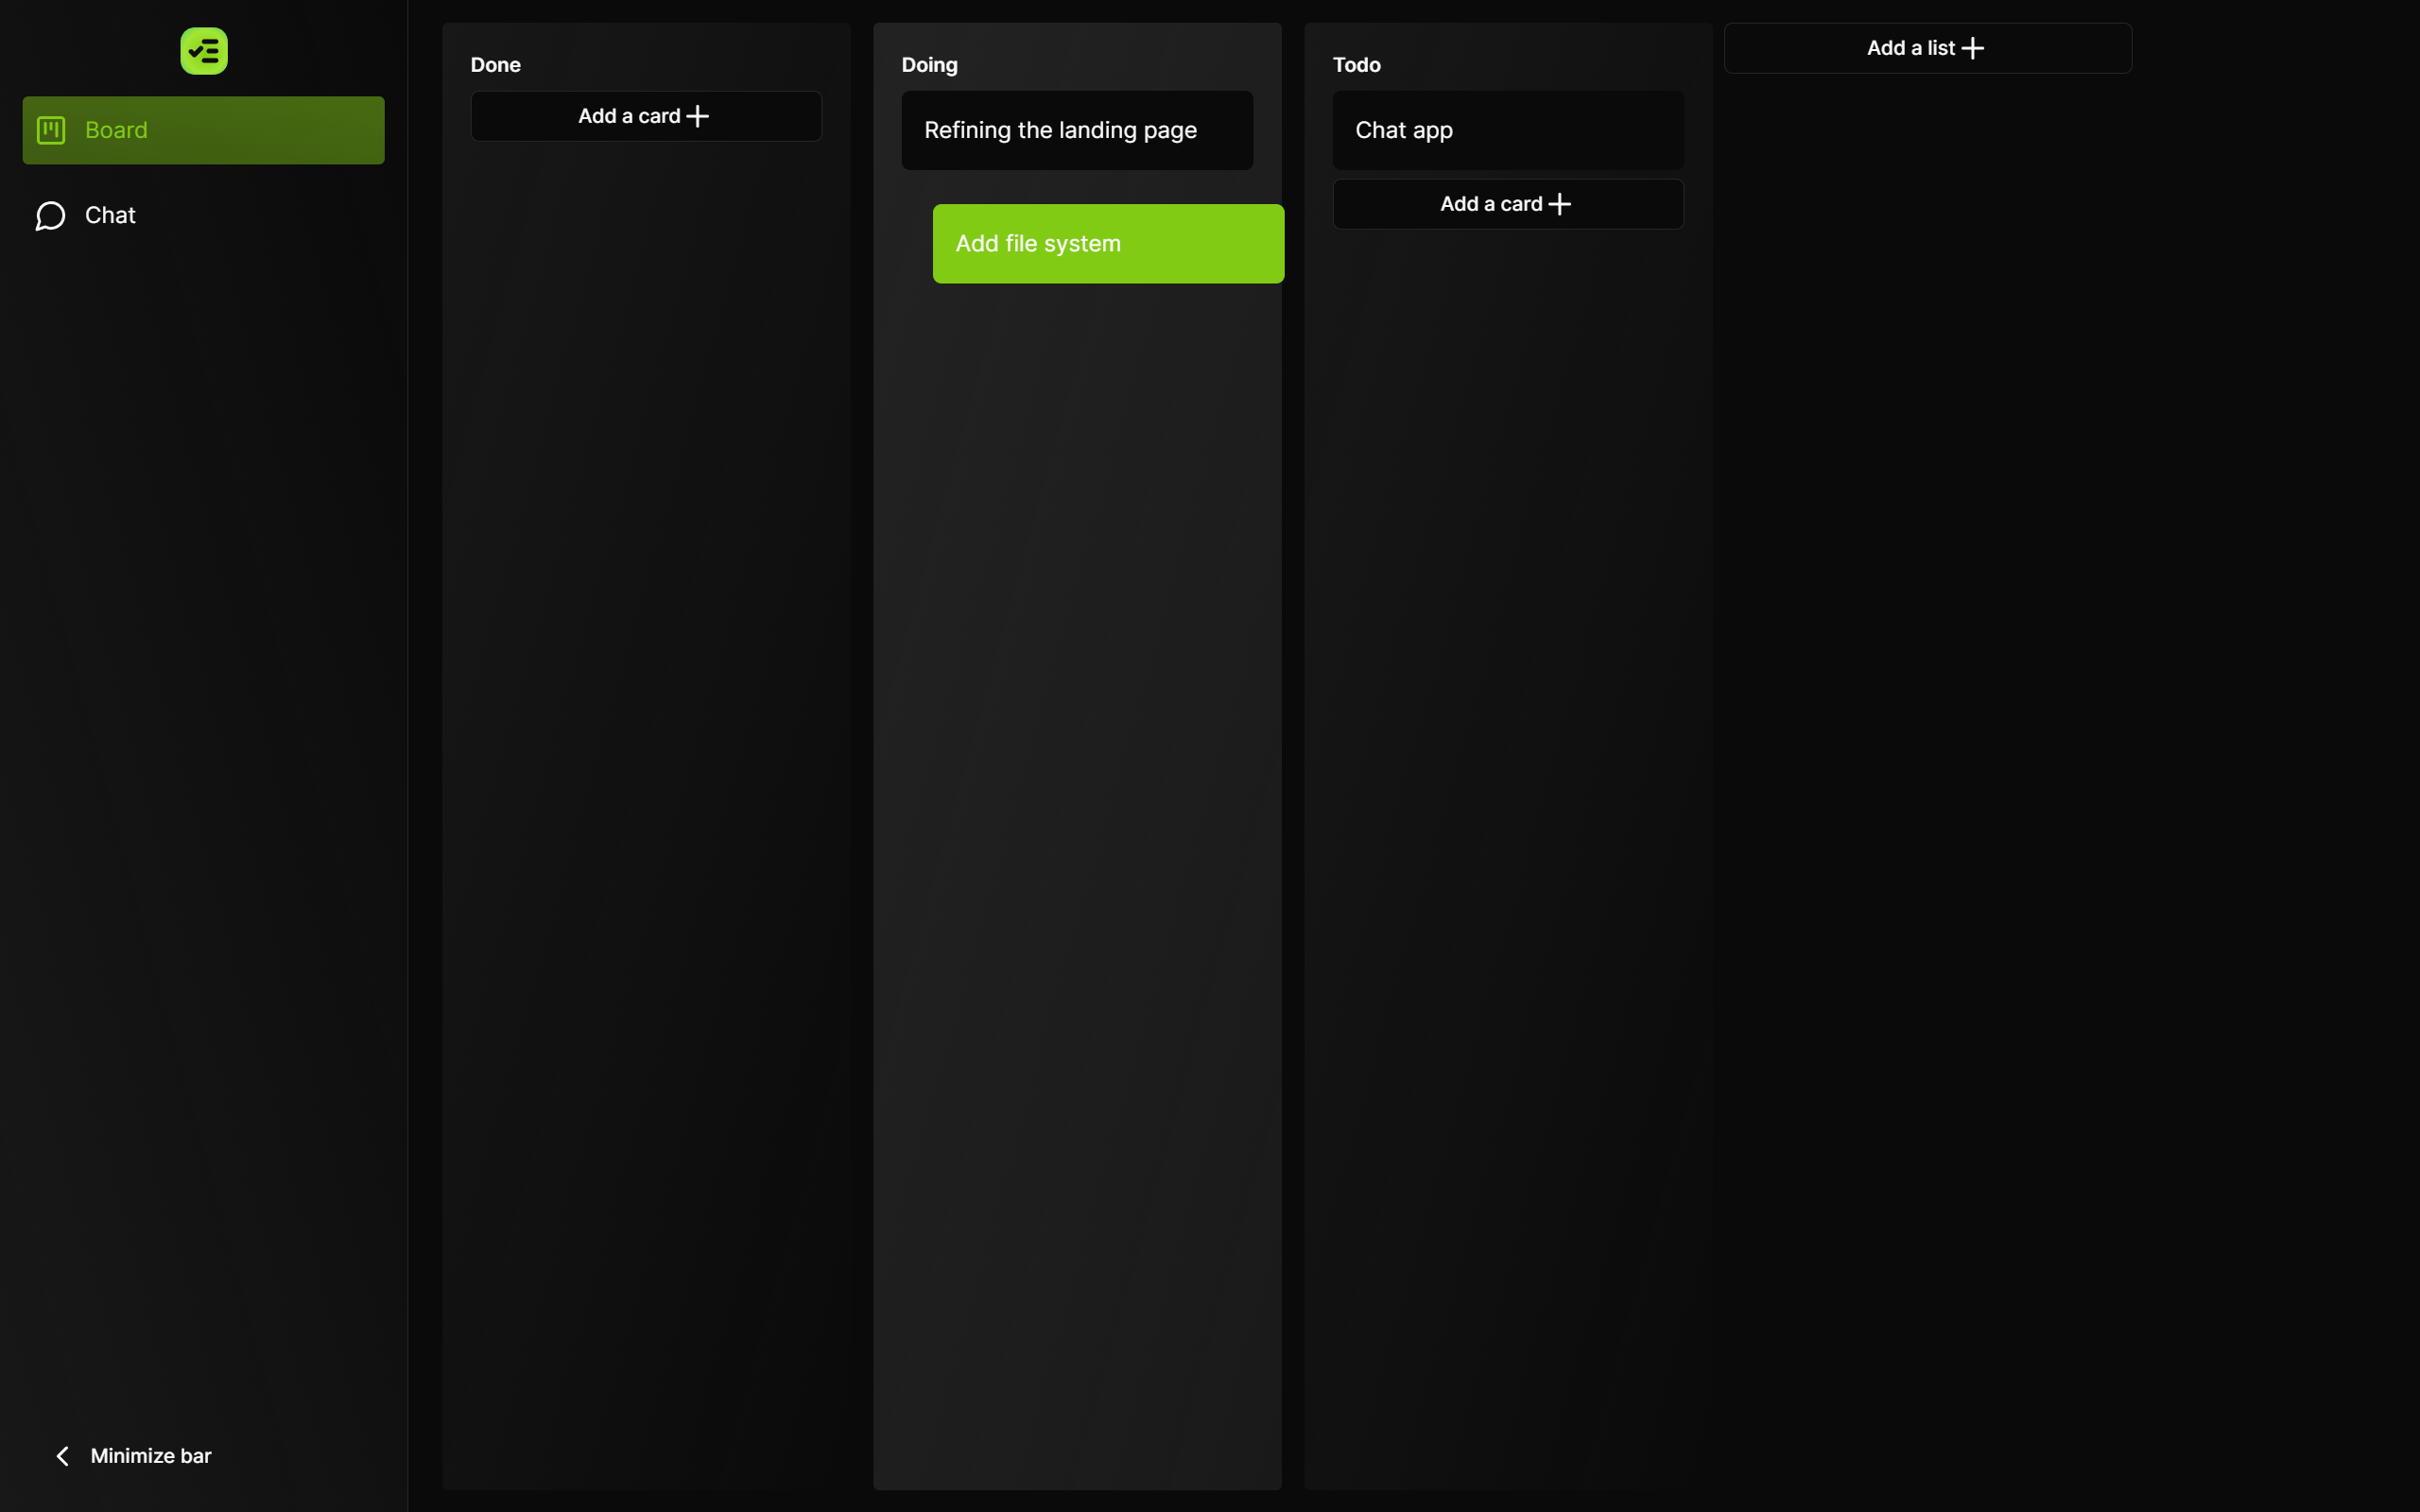 Board
Chat
Minimize bar
Done
Add a card
Doing
Refining the landing page
Add file system
Todo
Chat app
Add a card
Add a list